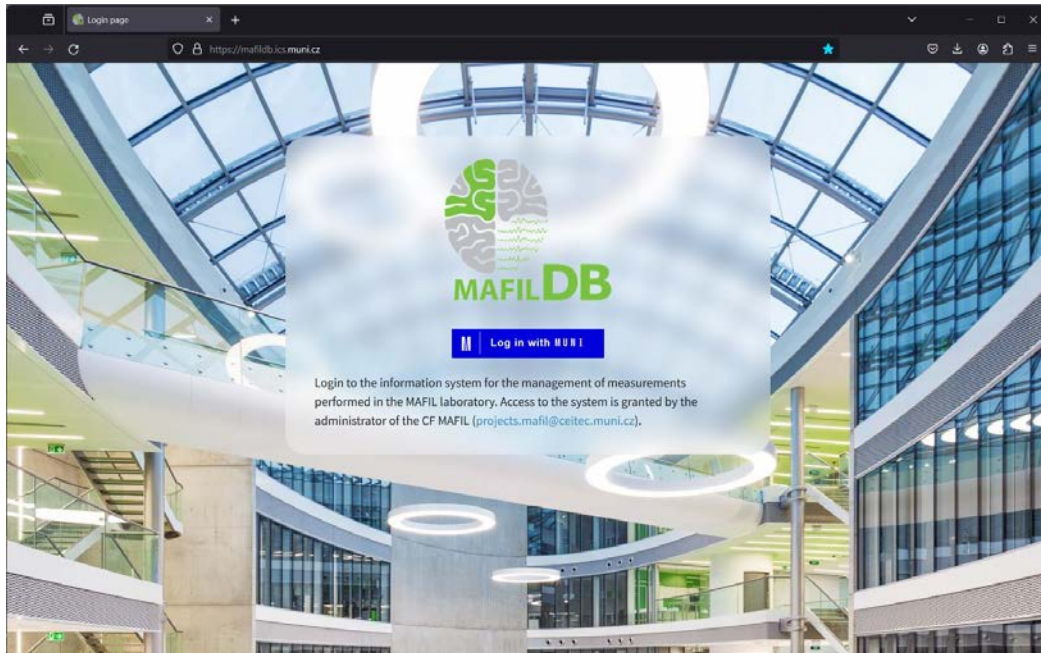 Login page
https://mafildb.ics.muni.cz
MAFILDB
M Log in with MUNI
Login to the information system for the management of measurements
performed in the MAFIL laboratory. Access to the system is granted by the
administrator of the CF MAFIL (projects.mafil@ceitec.muni.cz).